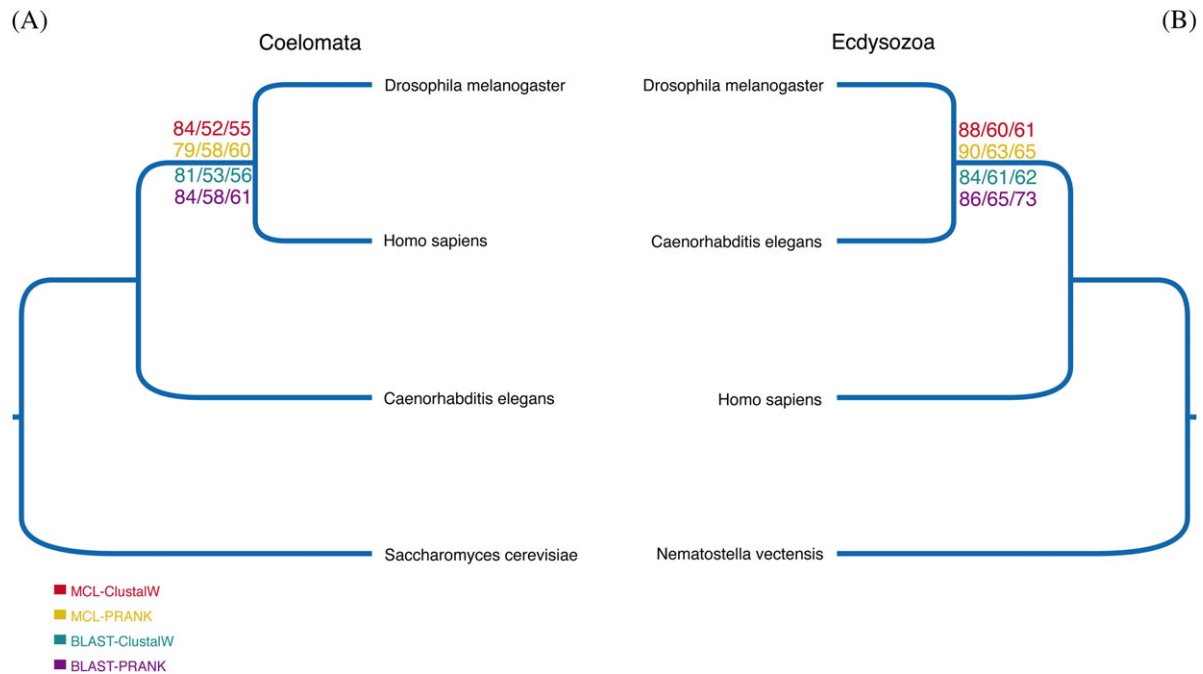 (A)
(B)
Coelomata
Ecdysozoa
Drosophila melanogaster
Drosophila melanogaster
84/52/55
79/58/60
81/53/56
84/58/61
88/60/61
90/63/65
84/61/62
86/65/73
Homo sapiens
Caenorhabditis elegans
Caenorhabditis elegans
Homo sapiens
Saccharomyces cerevisiae
Nematostella vectensis
MCL-ClustalW
MCL-PRANK
BLAST-ClustalW
BLAST-PRANK